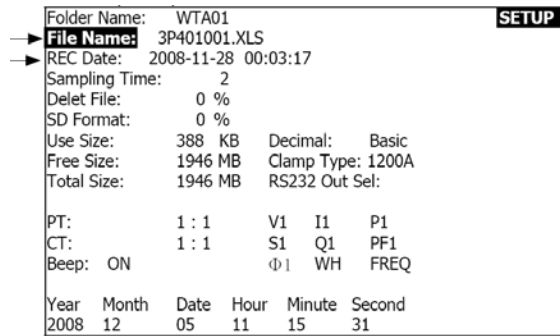 Folder Name: WTA01 SETUP
File Name: 3P401001.XLS
REC Date: 2008-11-28 00:03:17
Sampling Time: 2
Delet File: 0 %
SD Format: 0 %
Use Size: 388 KB Decimal: Basic
Free Size: 1946 MB Clamp Type: 1200A
Total Size: 1946 MB RS232 Out Sel:
PT: 1 : 1 V1 I1 P1
CT: 1 : 1 S1 Q1 PF1
Beep: ON Φ1 WH FREQ
Year Month Date Hour Minute Second
2008 12 05 11 15 31